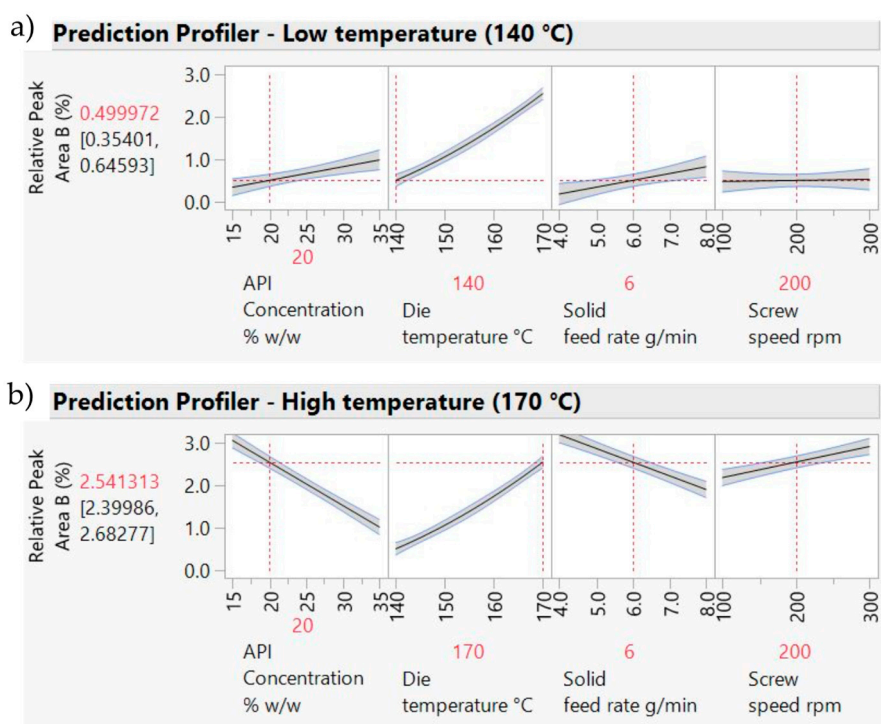 a)
Prediction Profiler - Low temperature (140 °C)
Relative Peak
Area B (%)
0.499972
[0.35401,
0.64593]
3.0
2.0
1.0
0.0
15
20
25
30
35
140
150
160
170
4.0
5.0
6.0
7.0
8.0
100
200
300
20
API
Concentration
% w/w
140
Die
temperature °C
6
Solid
feed rate g/min
200
Screw
speed rpm
b)
Prediction Profiler - High temperature (170 °C)
Relative Peak
Area B (%)
2.541313
[2.39986,
2.68277]
3.0
2.0
1.0
0.0
15
20
25
30
35
140
150
160
170
4.0
5.0
6.0
7.0
8.0
100
200
300
20
API
Concentration
% w/w
170
Die
temperature °C
6
Solid
feed rate g/min
200
Screw
speed rpm